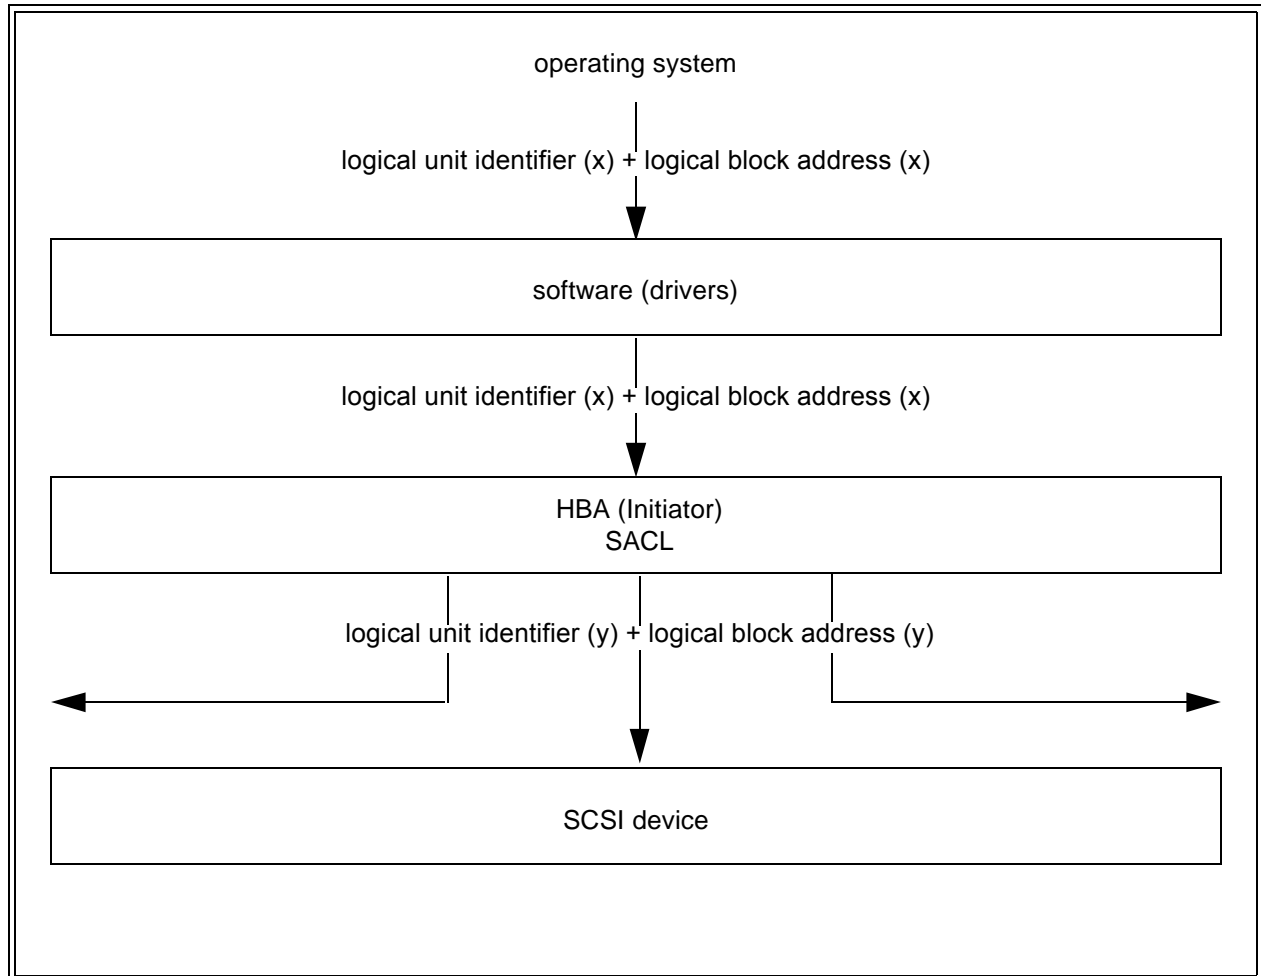 operating system
logical unit identifier (x) + logical block address (x)
software (drivers)
logical unit identifier (x) + logical block address (x)
HBA (Initiator)
SACL
logical unit identifier (y) + logical block address (y)
SCSI device